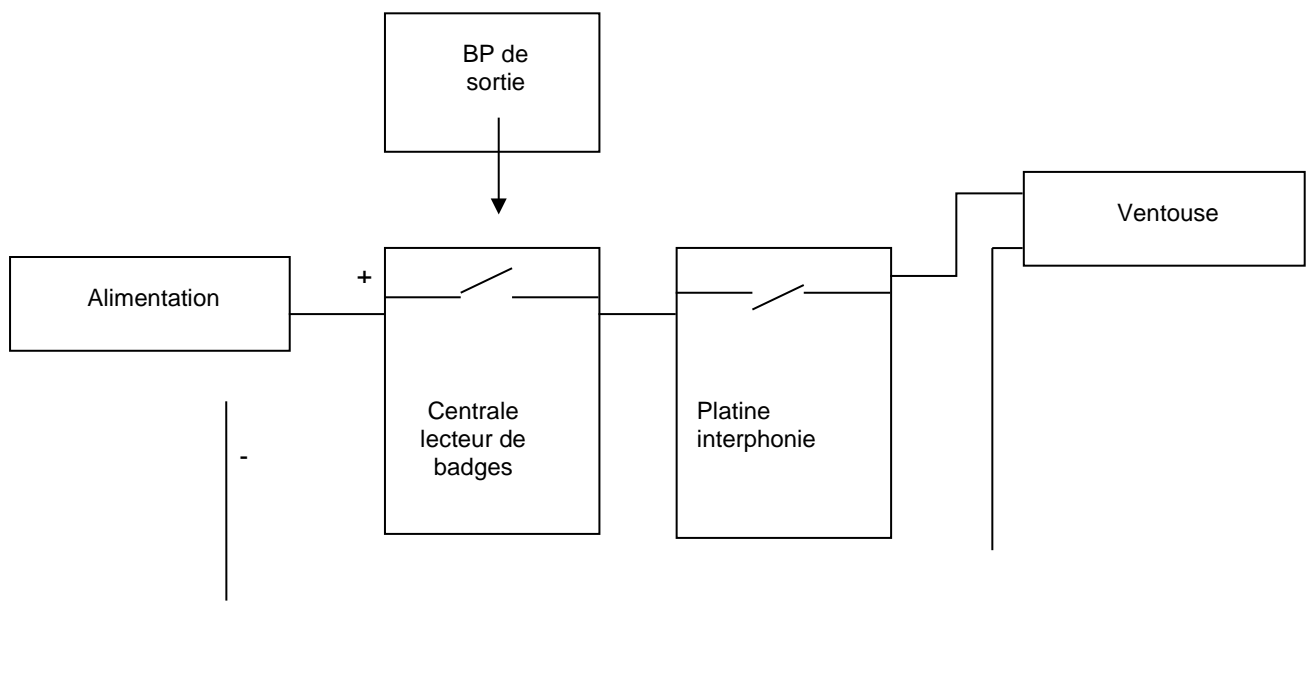 BP de
sortie
Ventouse
+
Alimentation
Centrale
lecteur de
badges
Platine
interphonie
-